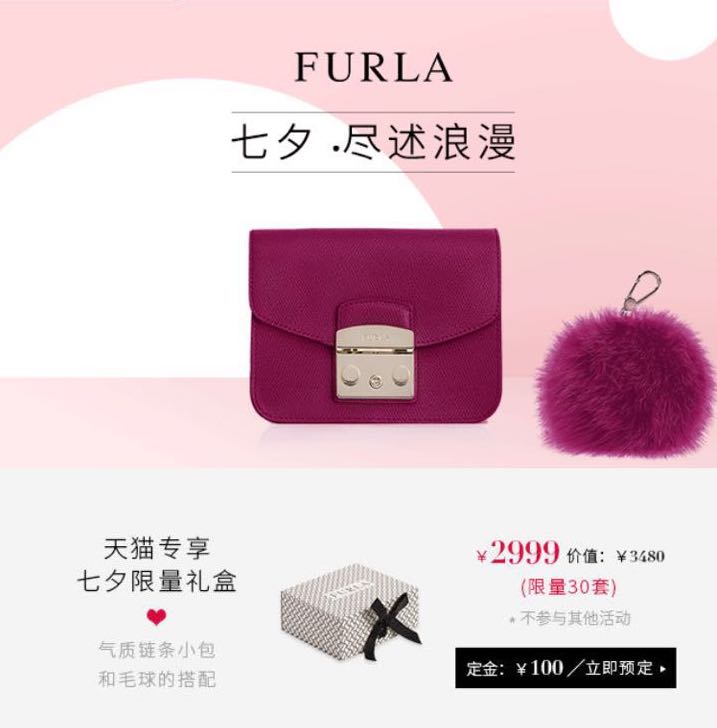 FURLA
七夕·尽述浪漫
FURLA
天猫专享
七夕限量礼盒
气质链条小包
和毛球的搭配
FURLA
￥2999 价值：￥3480
(限量30套)
*不参与其他活动
定金：￥100／立即预定